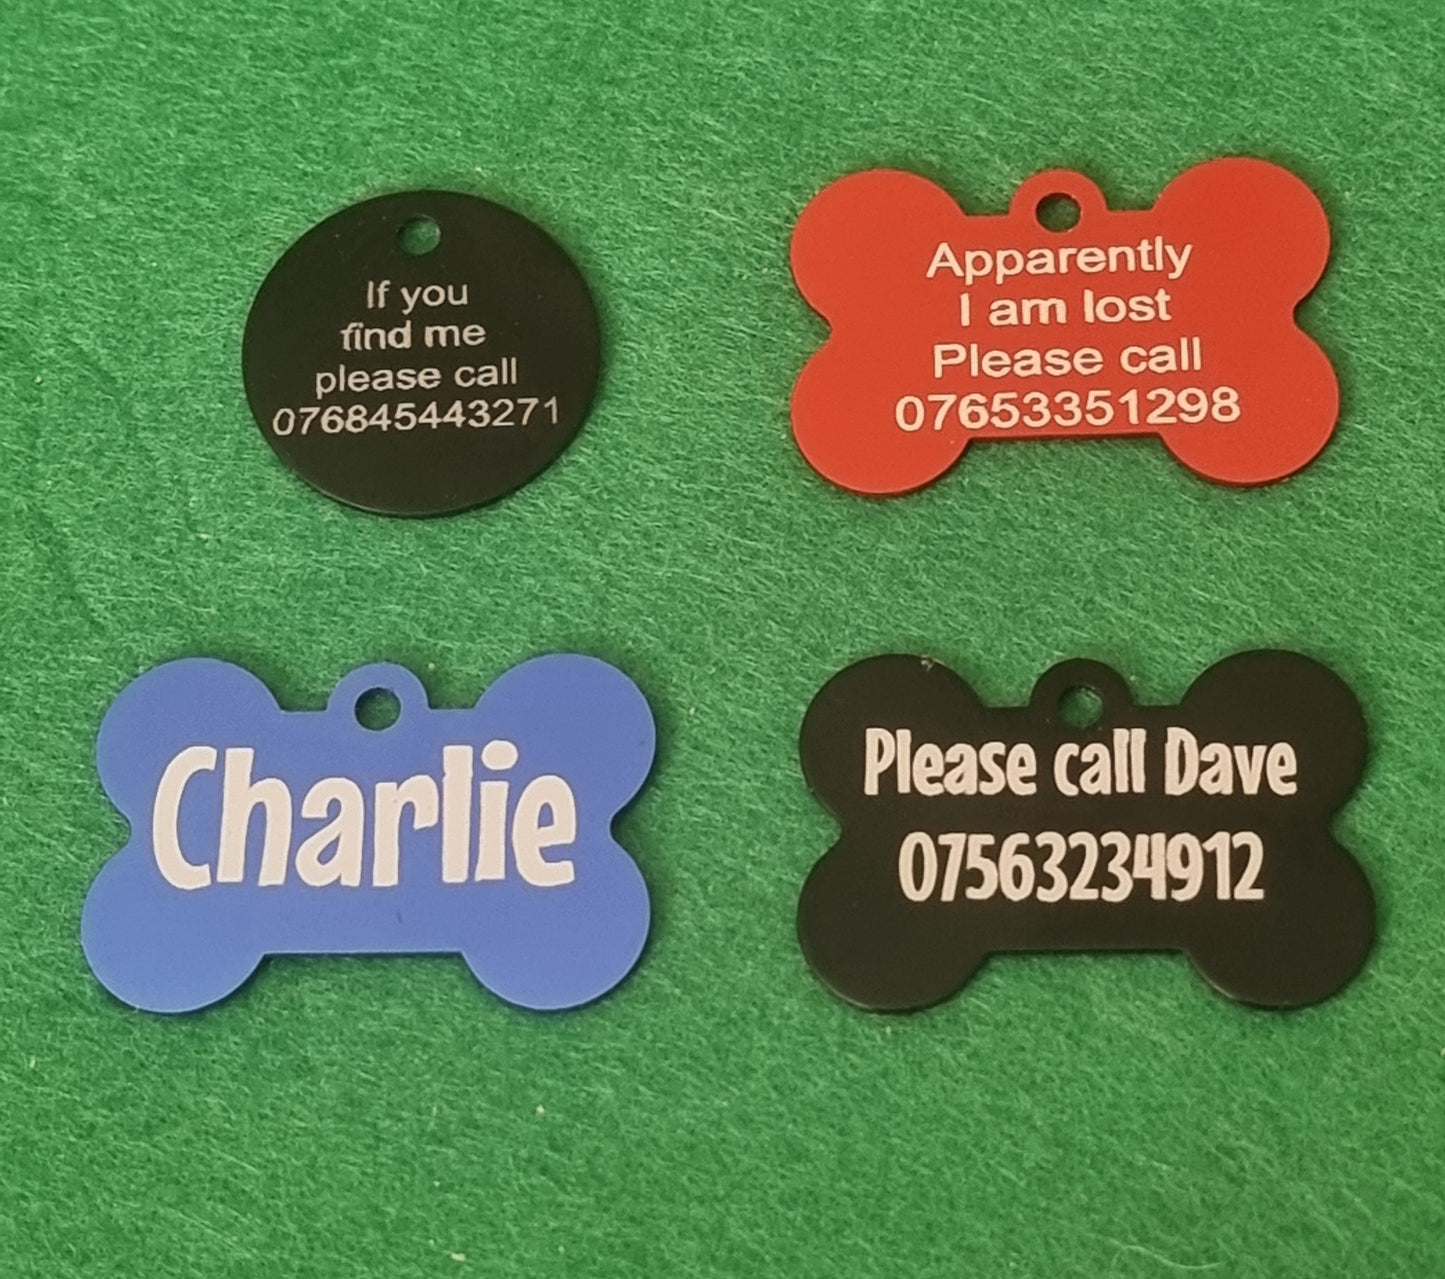 If you
find me
please call
076845443271
Apparently
I am lost
Please call
07653351298
Charlie
Please call Dave
07563234912